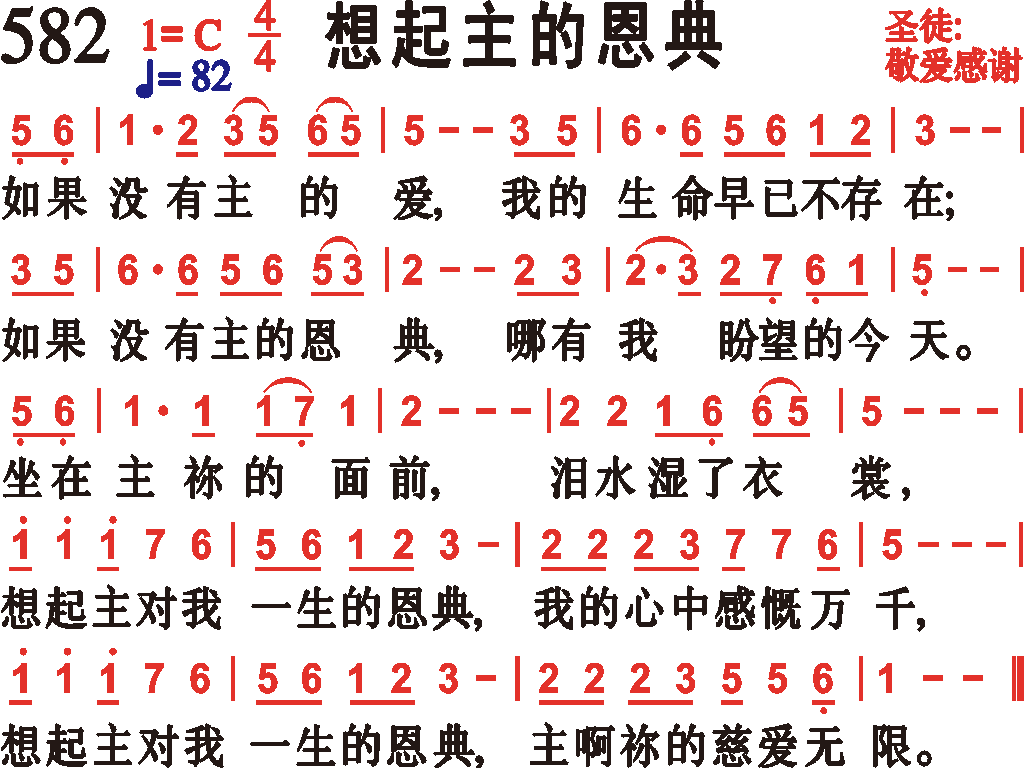 582 1=C 4/4 想起主的恩典 圣徒:
♩=82 敬爱感谢
5 6 | 1 · 2 3 5 6 5 | 5 - - 3 5 | 6 · 6 5 6 1 2 | 3 - - |
如果没有主的爱,我的生命早已不存在;
3 5 | 6 · 6 5 6 5 3 | 2 - - 2 3 | 2 · 3 2 7 6 1 | 5 - - |
如果没有主的恩典,哪有我盼望的今天。
5 6 | 1 · 1 1 7 1 | 2 - - - | 2 2 1 6 6 5 | 5 - - - |
坐在主祢的面前,泪水湿了衣裳,
1 1 1 7 6 | 5 6 1 2 3 - | 2 2 2 3 7 7 6 | 5 - - - |
想起主对我一生的恩典,我的心中感慨万千,
1 1 1 7 6 | 5 6 1 2 3 - | 2 2 2 3 5 5 6 | 1 - - ‖
想起主对我一生的恩典,主啊祢的慈爱无限。